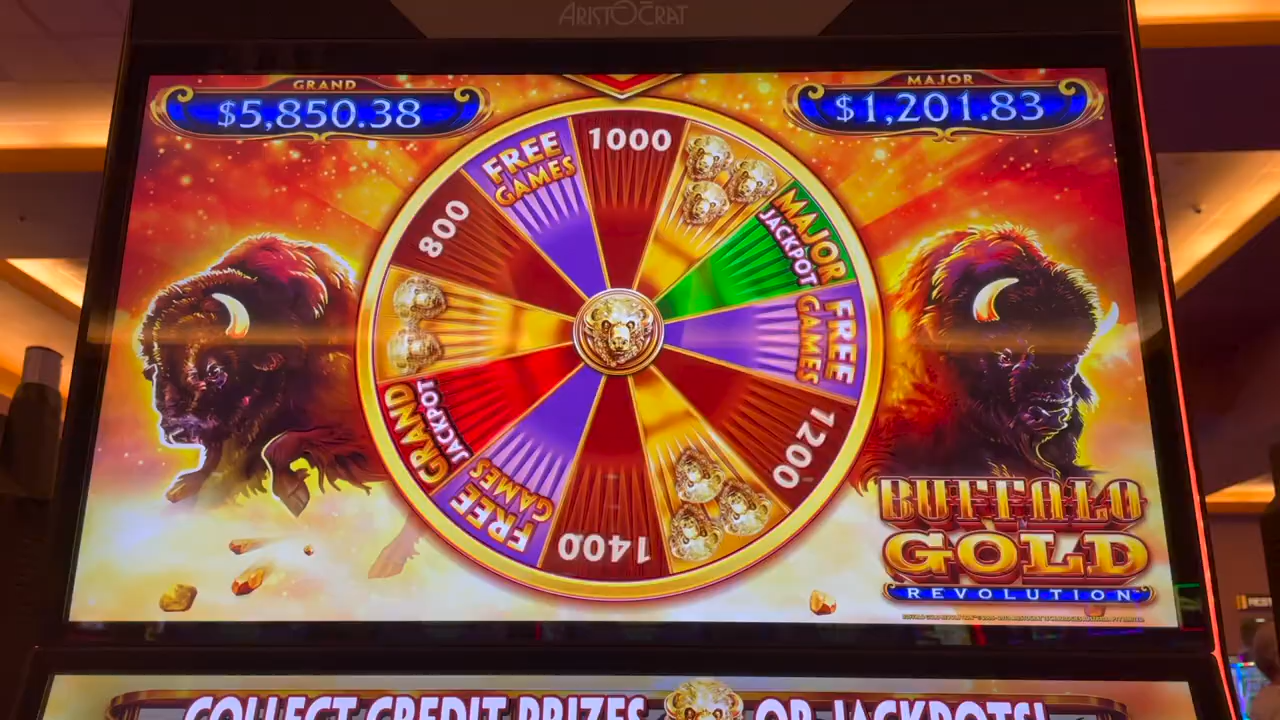 ARISTOCRAT
GRAND
$5,850.38
MAJOR
$1,201.83
1000
MAJOR
JACKPOT
FREE
GAMES
1200
1400
FREE
GAMES
GRAND
JACKPOT
800
FREE
GAMES
BUFFALO
GOLD
REVOLUTION
COLLECT CREDIT PRIZES OR JACKPOTS!